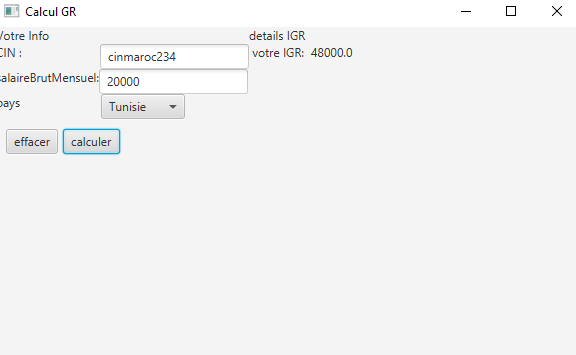 Calcul GR
Votre Info
details IGR
CIN :
cinmaroc234
votre IGR: 48000.0
salaireBrutMensuel:
20000
pays
Tunisie
effacer
calculer